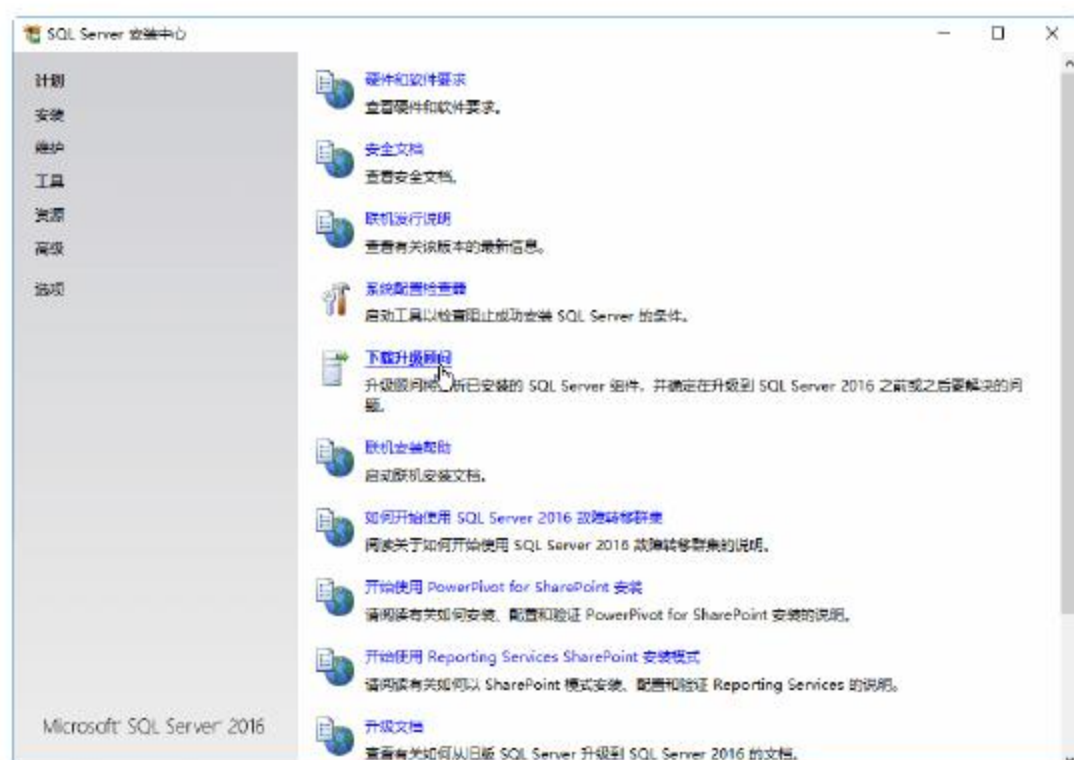 SQL Server 安装中心
计划
安装
维护
工具
资源
高级
选项
Microsoft SQL Server 2016
硬件和软件要求
查看硬件和软件要求。
安全文档
查看安全文档。
联机发行说明
查看有关该版本的最新信息。
系统配置检查器
启动工具以检查阻止成功安装 SQL Server 的条件。
下载升级顾问
升级顾问将 析已安装的 SQL Server 组件，并确定在升级到 SQL Server 2016 之前或之后要解决的问
题。
联机安装帮助
启动联机安装文档。
如何开始使用 SQL Server 2016 故障转移群集
阅读关于如何开始使用 SQL Server 2016 故障转移群集的说明。
开始使用 PowerPivot for SharePoint 安装
请阅读有关如何安装、配置和验证 PowerPivot for SharePoint 安装的说明。
开始使用 Reporting Services SharePoint 安装模式
请阅读有关如何以 SharePoint 模式安装、配置和验证 Reporting Services 的说明。
升级文档
查看有关如何从旧版 SQL Server 升级到 SQL Server 2016 的文档。